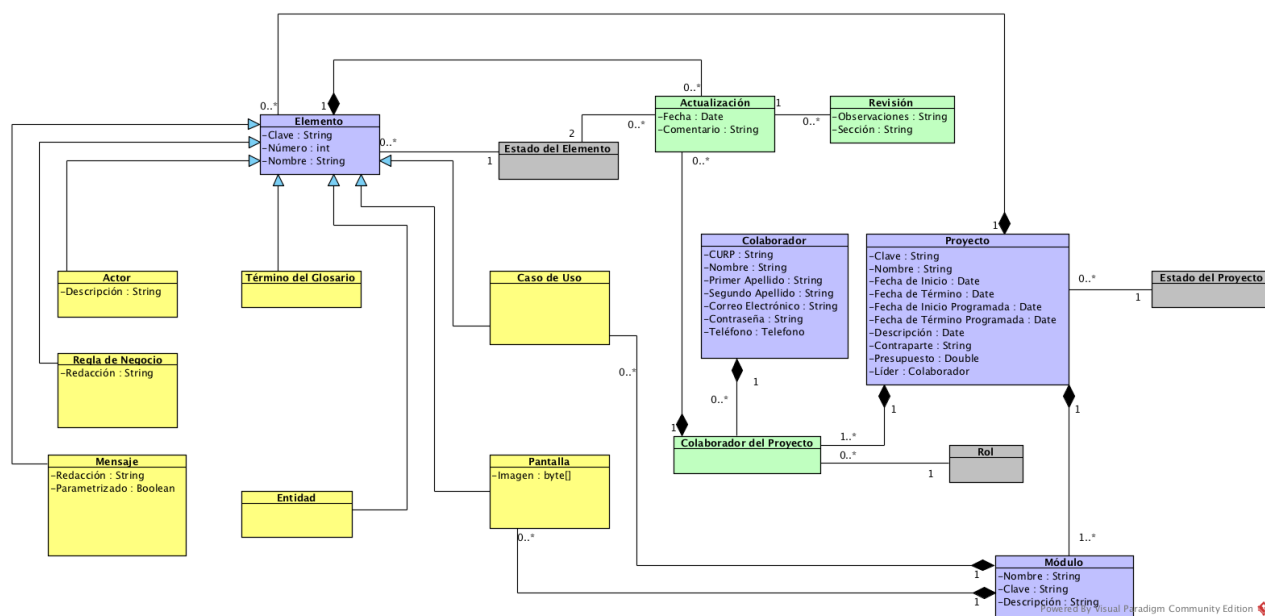 0..*
1
Elemento
-Clave : String
-Número : int
-Nombre : String
0..*
1
Estado del Elemento
2
0..*
0..*
Actualización
-Fecha : Date
-Comentario : String
1
0..*
0..*
Revisión
-Observaciones : String
-Sección : String
Actor
-Descripción : String
Término del Glosario
Caso de Uso
0..*
Regla de Negocio
-Redacción : String
Mensaje
-Redacción : String
-Parametrizado : Boolean
Entidad
Pantalla
-Imagen : byte[]
0..*
Colaborador
-CURP : String
-Nombre : String
-Primer Apellido : String
-Segundo Apellido : String
-Correo Electrónico : String
-Contraseña : String
-Teléfono : Telefono
1
0..*
1
Proyecto
-Clave : String
-Nombre : String
-Fecha de Inicio : Date
-Fecha de Término : Date
-Fecha de Inicio Programada : Date
-Fecha de Término Programada : Date
-Descripción : Date
-Contraparte : String
-Presupuesto : Double
-Líder : Colaborador
0..*
1
Estado del Proyecto
1
1
1
Colaborador del Proyecto
1..*
0..*
1
Rol
1..*
1
1
Módulo
-Nombre : String
-Clave : String
-Descripción : String
Powered By Visual Paradigm Community Edition